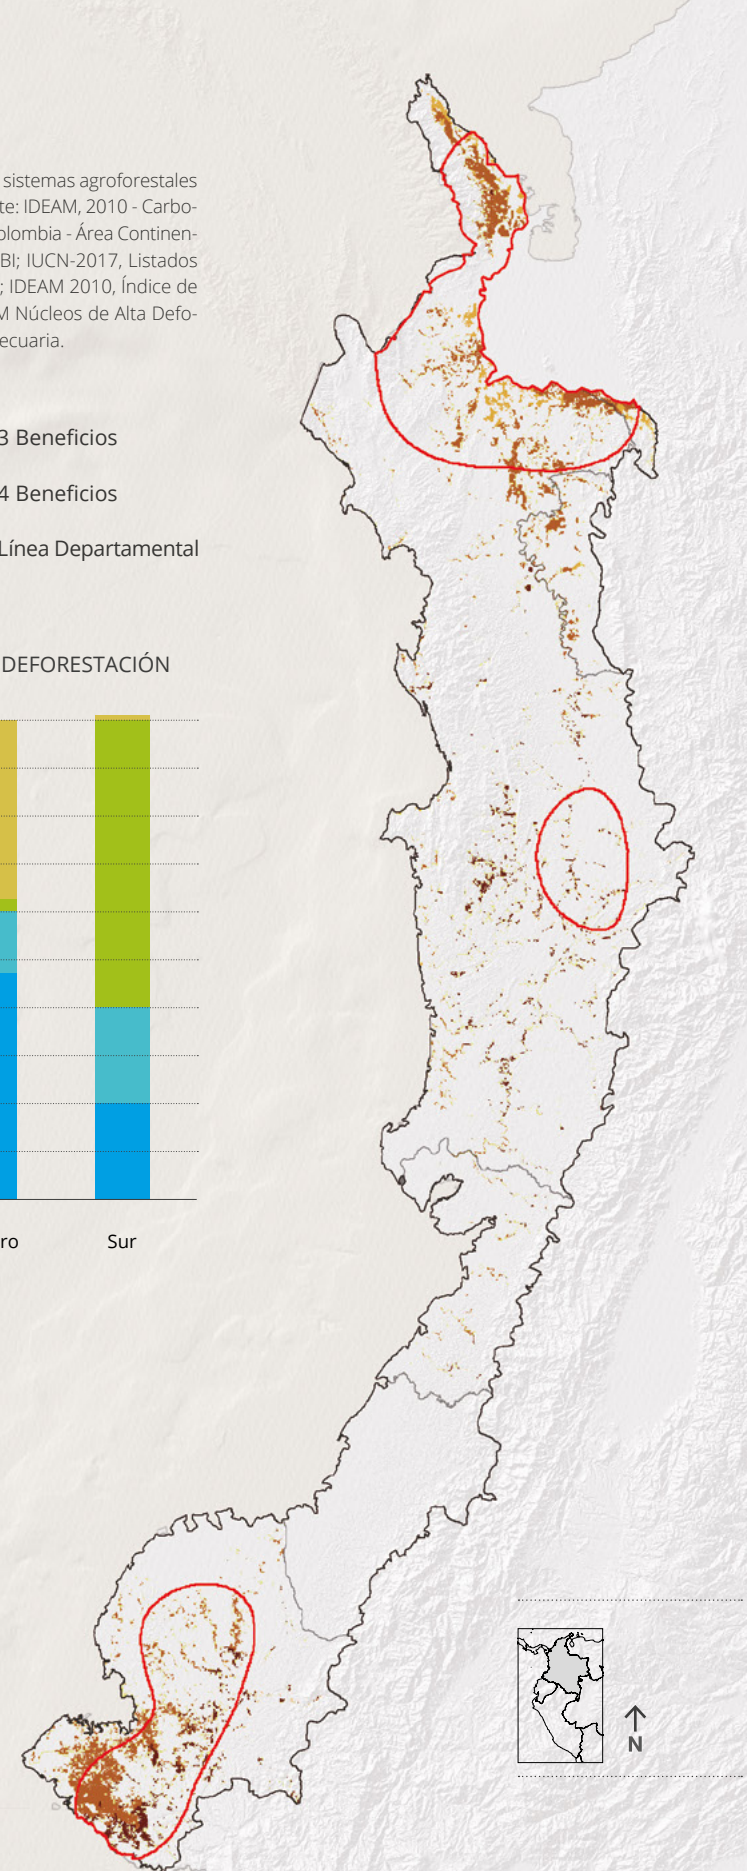 sistemas agroforestales
te: IDEAM, 2010 - Carbo-
olombia - Área Continen-
BI; IUCN-2017, Listados
; IDEAM 2010, Índice de
M Núcleos de Alta Defo-
ecuaria.
3 Beneficios
4 Beneficios
Línea Departamental
DEFORESTACIÓN
ro
Sur
N